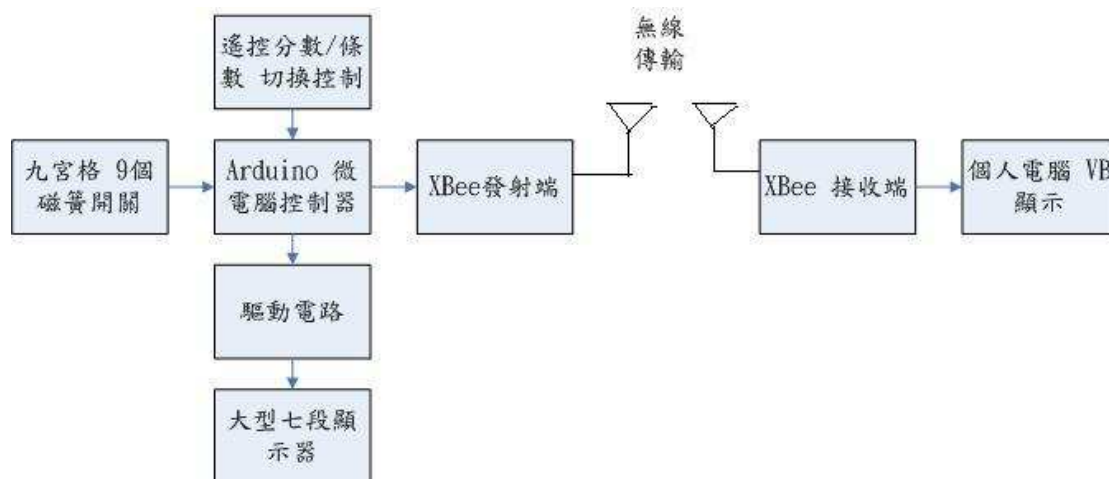 遙控分數/條
數 切換控制
無線
傳輸
九宮格 9個
磁簧開關
Arduino 微
電腦控制器
XBee發射端
XBee 接收端
個人電腦 VB
顯示
驅動電路
大型七段顯
示器